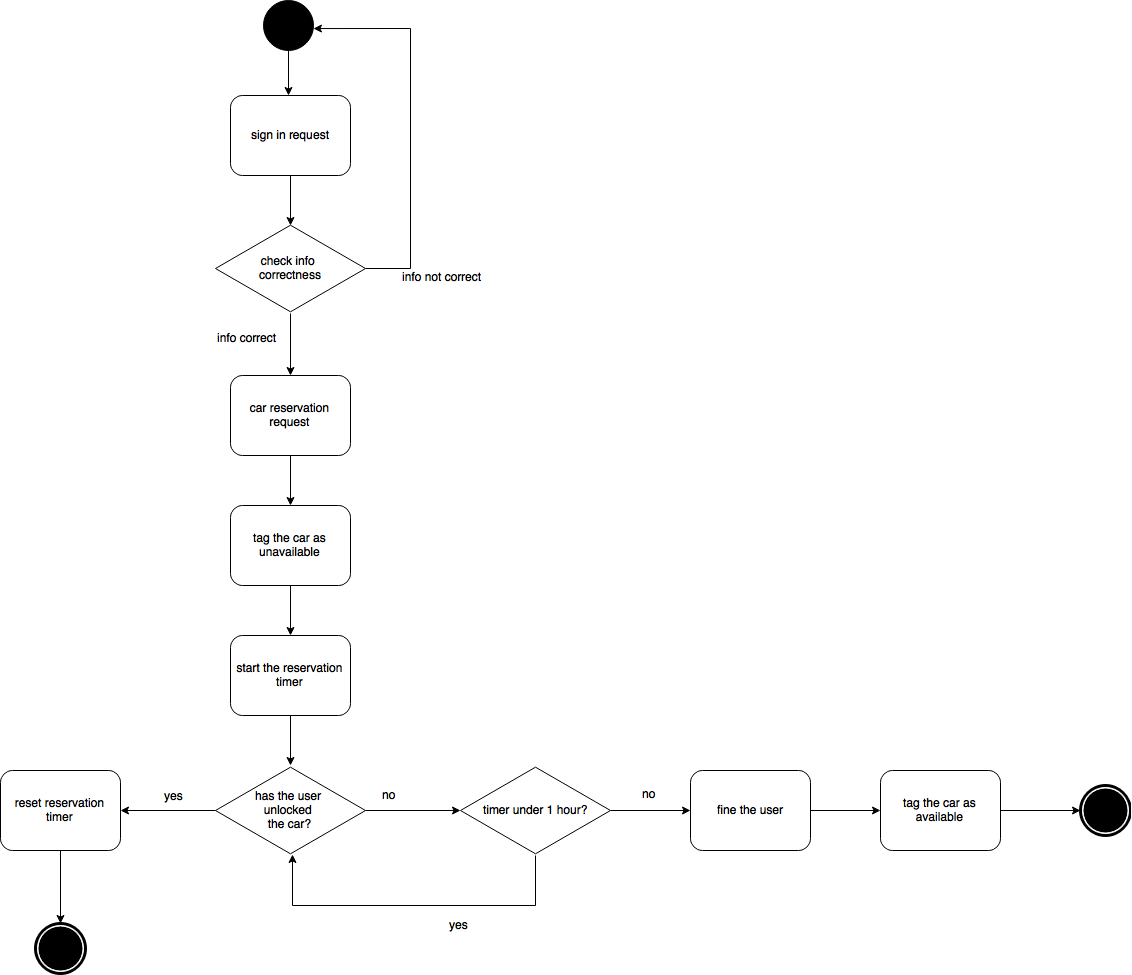 sign in request
check info
correctness
info not correct
info correct
car reservation
request
tag the car as
unavailable
start the reservation
timer
reset reservation
timer
yes
has the user
unlocked
the car?
no
timer under 1 hour?
no
fine the user
tag the car as
available
yes